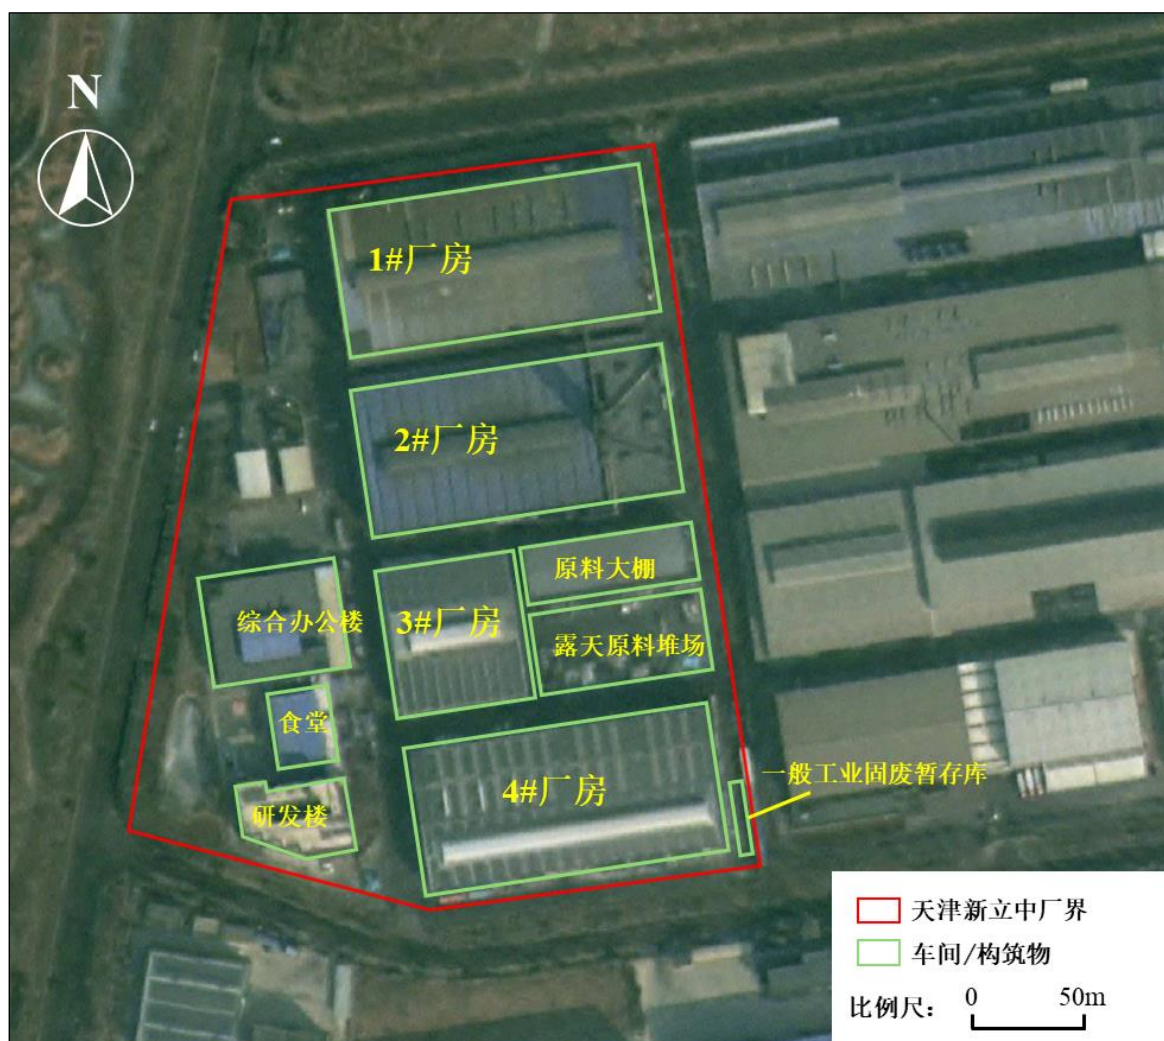 N
1#厂房
2#厂房
原料大棚
综合办公楼
3#厂房
露天原料堆场
食堂
一般工业固废暂存库
4#厂房
研发楼
天津新立中厂界
车间/构筑物
比例尺： 0 50m